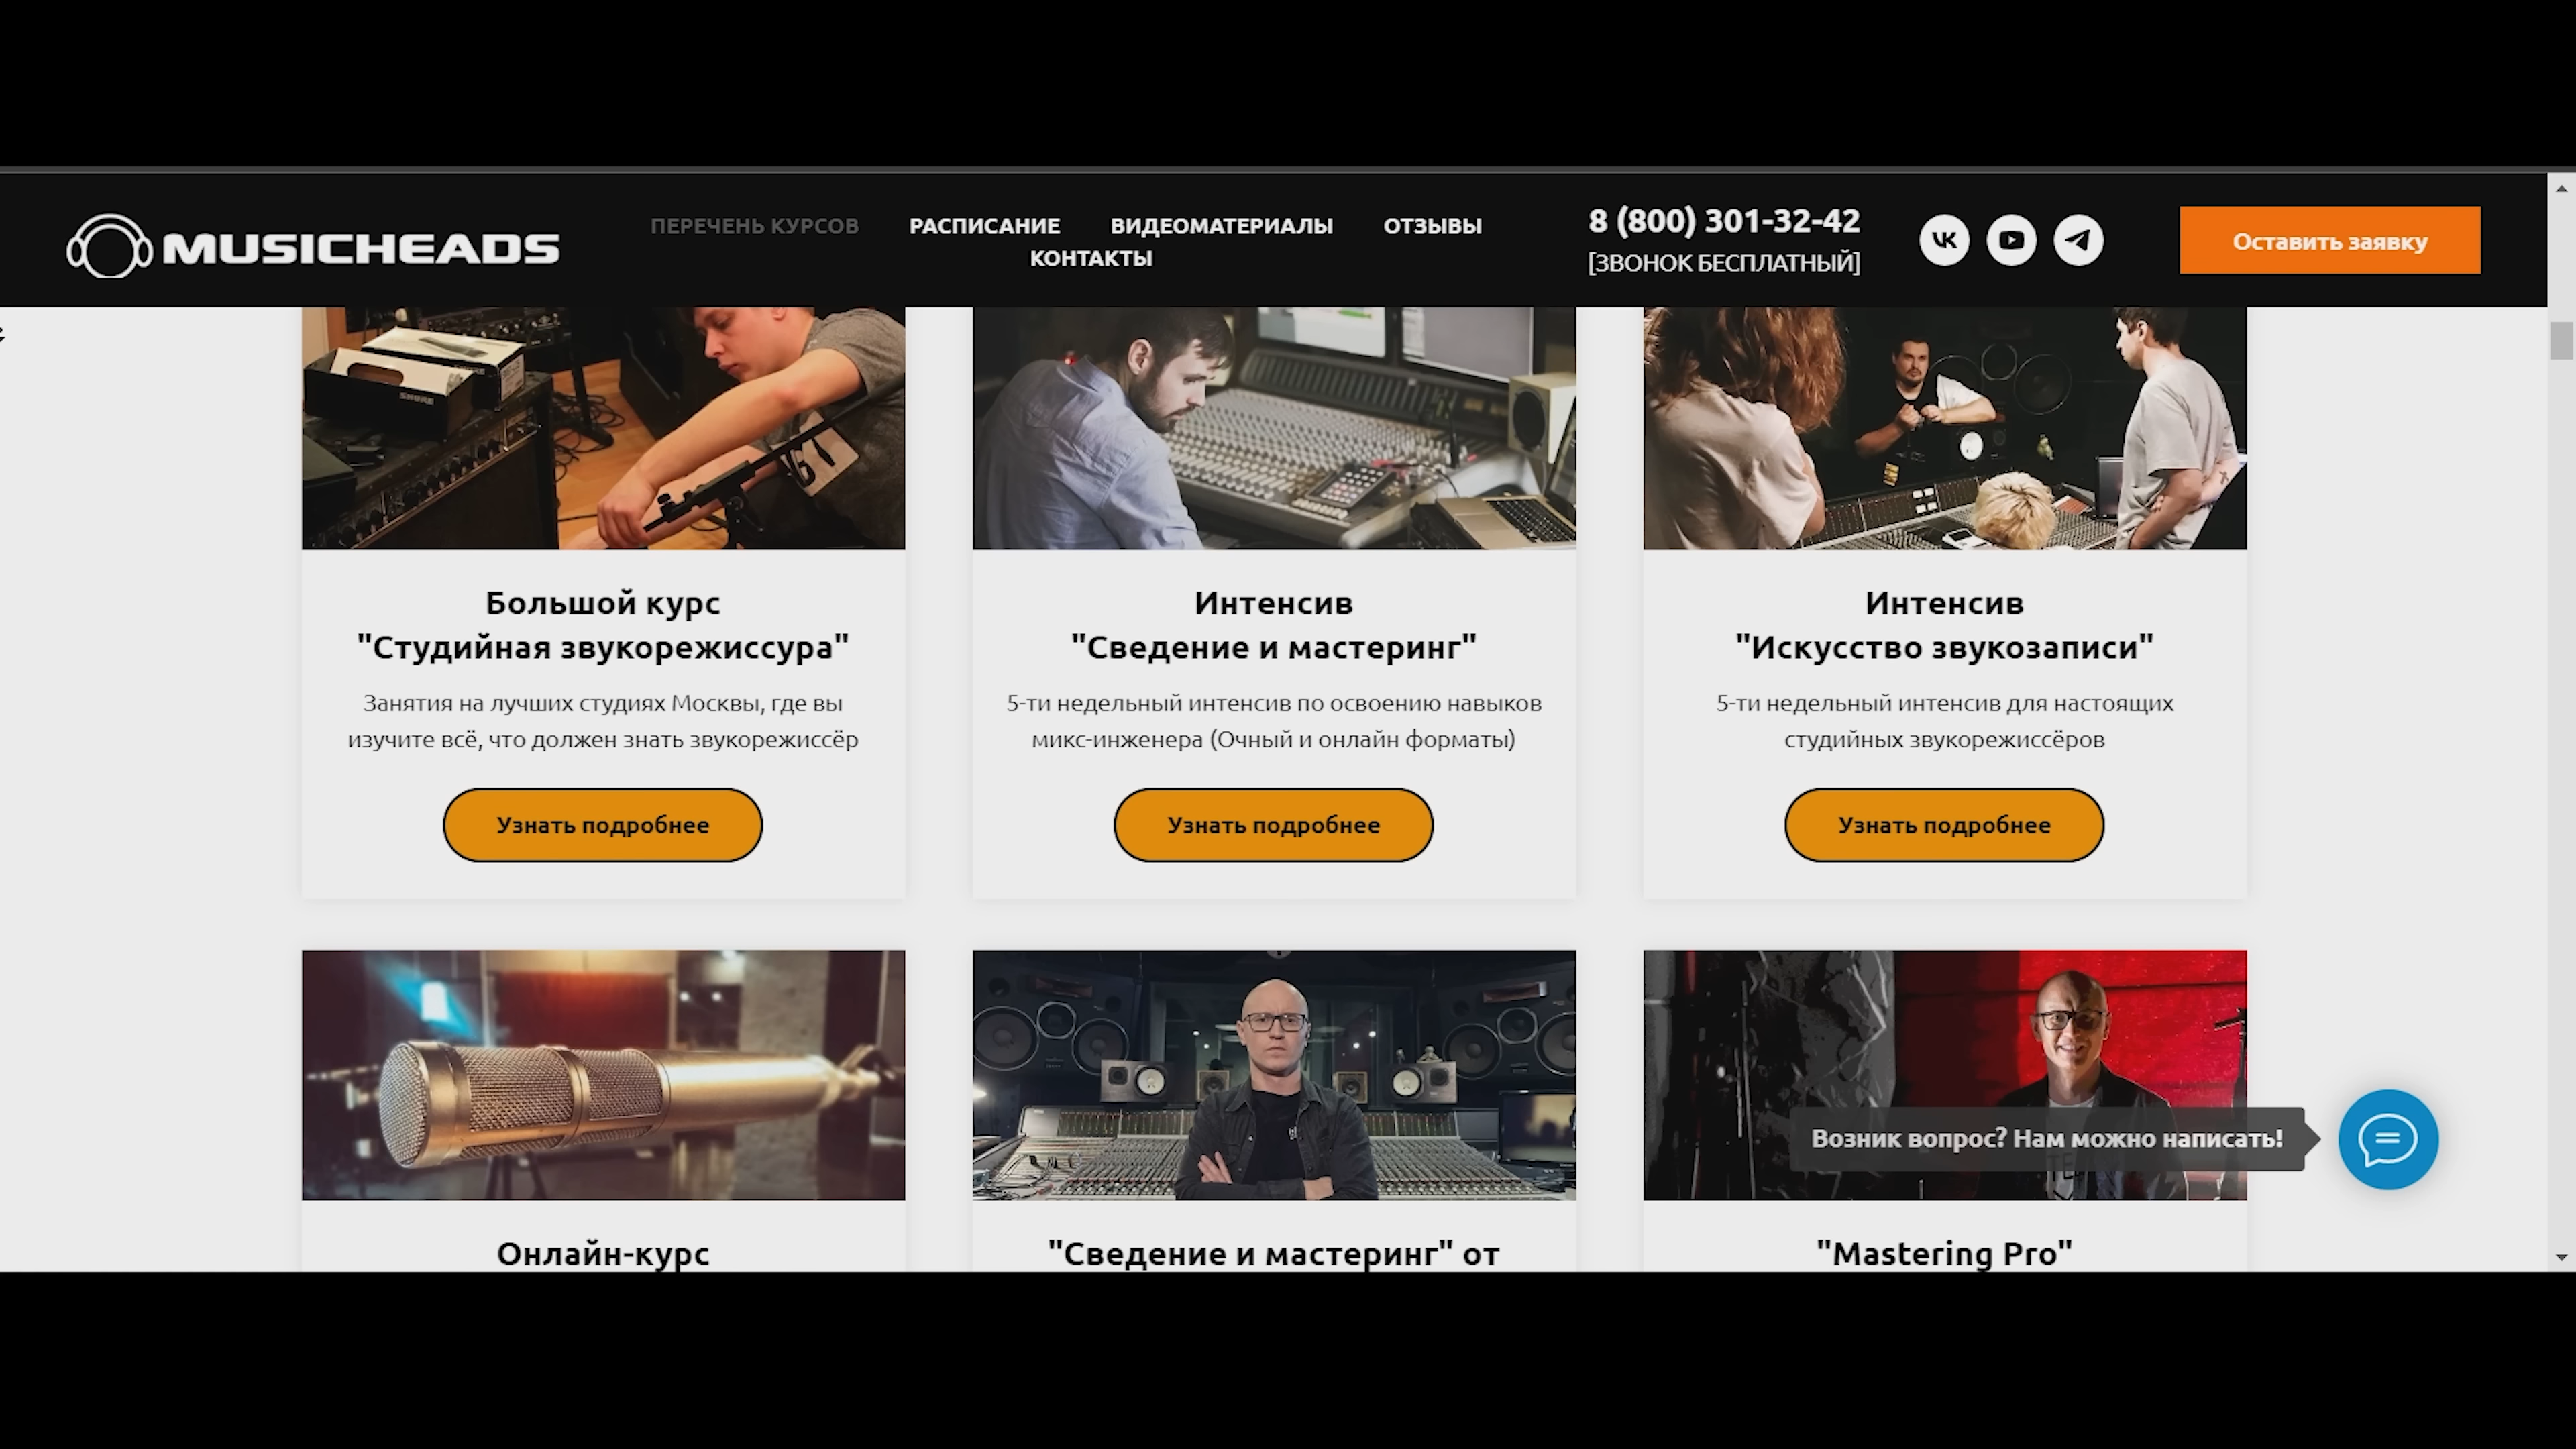 MUSICHEADS
ПЕРЕЧЕНЬ КУРСОВ
РАСПИСАНИЕ
ВИДЕОМАТЕРИАЛЫ
ОТЗЫВЫ
КОНТАКТЫ
8 (800) 301-32-42
[ЗВОНОК БЕСПЛАТНЫЙ]
Оставить заявку
SHURE
Большой курс
"Студийная звукорежиссура"
Занятия на лучших студиях Москвы, где вы
изучите всё, что должен знать звукорежиссёр
Узнать подробнее
Интенсив
"Сведение и мастеринг"
5-ти недельный интенсив по освоению навыков
микс-инженера (Очный и онлайн форматы)
Узнать подробнее
Интенсив
"Искусство звукозаписи"
5-ти недельный интенсив для настоящих
студийных звукорежиссёров
Узнать подробнее
Возник вопрос? Нам можно написать!
Онлайн-курс
"Сведение и мастеринг" от
"Mastering Pro"